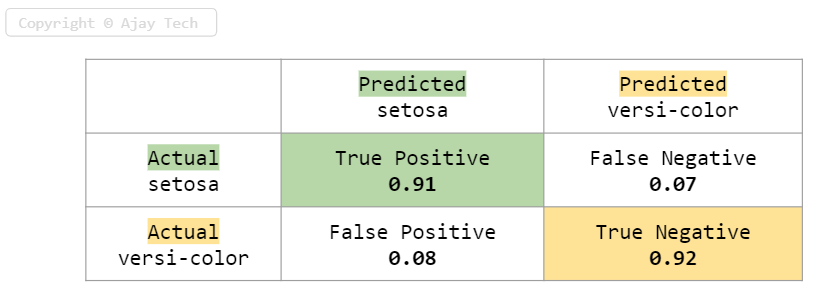 Copyright © Ajay Tech
Predicted Predicted
setosa versi-color
Actual True Positive False Negative
setosa 0.91 0.07
Actual False Positive True Negative
versi-color 0.08 0.92